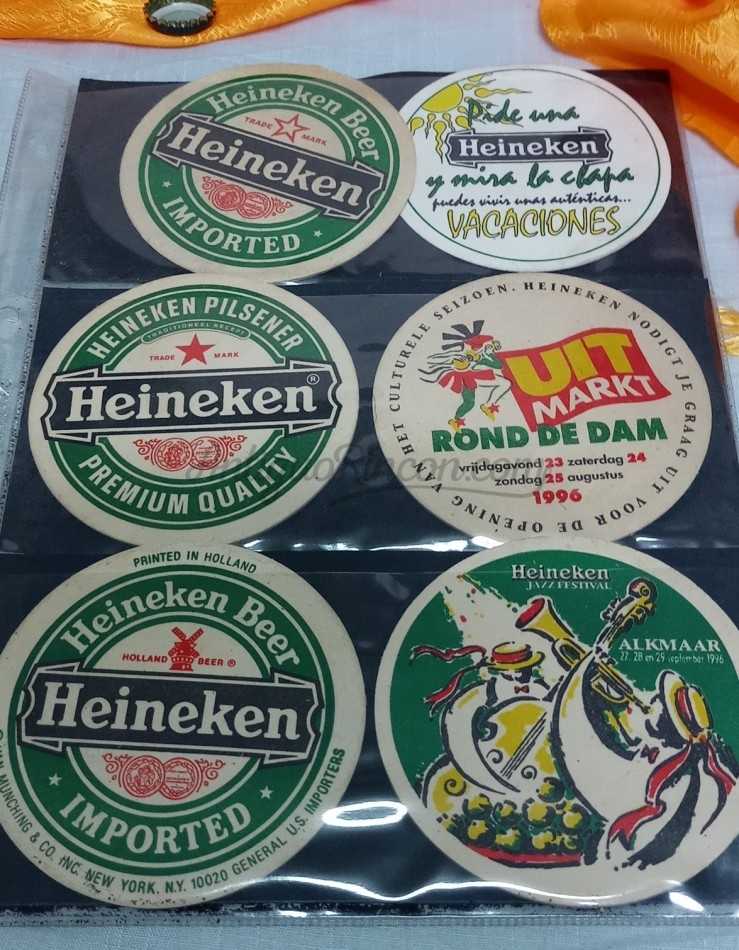 Heineken Beer
TRADE MARK
Heineken
IMPORTED
Pide una
Heineken
y mira la chapa
puedes vivir unas auténticas...
VACACIONES
HEINEKEN PILSENER
TRADITIONEEL RECEPT
TRADE MARK
Heineken®
PREMIUM QUALITY
HEINEKEN NODIGT JE GRAAG UIT VOOR DE OPENING VAN HET CULTURELE SEIZOEN.
UIT
MARKT
ROND DE DAM
vrijdagavond 23 zaterdag 24
zondag 25 augustus
1996
PRINTED IN HOLLAND
Heineken Beer
HOLLAND BEER ®
Heineken
IMPORTED
VAN MUNCHING & CO. INC. NEW YORK, N.Y. 10020 GENERAL U.S. IMPORTERS
Heineken
JAZZ FESTIVAL
ALKMAAR
27, 28 en 29 september 1996